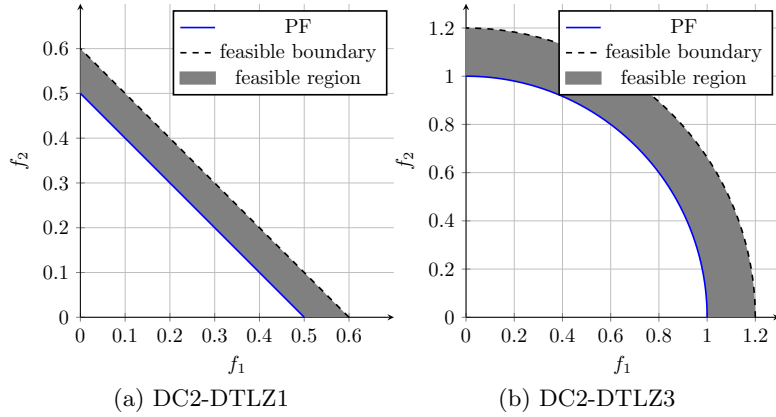 PF
feasible boundary
feasible region
f2
0.6
0.5
0.4
0.3
0.2
0.1
0
0 0.1 0.2 0.3 0.4 0.5 0.6
f1
(a) DC2-DTLZ1
PF
feasible boundary
feasible region
f2
1.2
1
0.8
0.6
0.4
0.2
0
0 0.2 0.4 0.6 0.8 1 1.2
f1
(b) DC2-DTLZ3